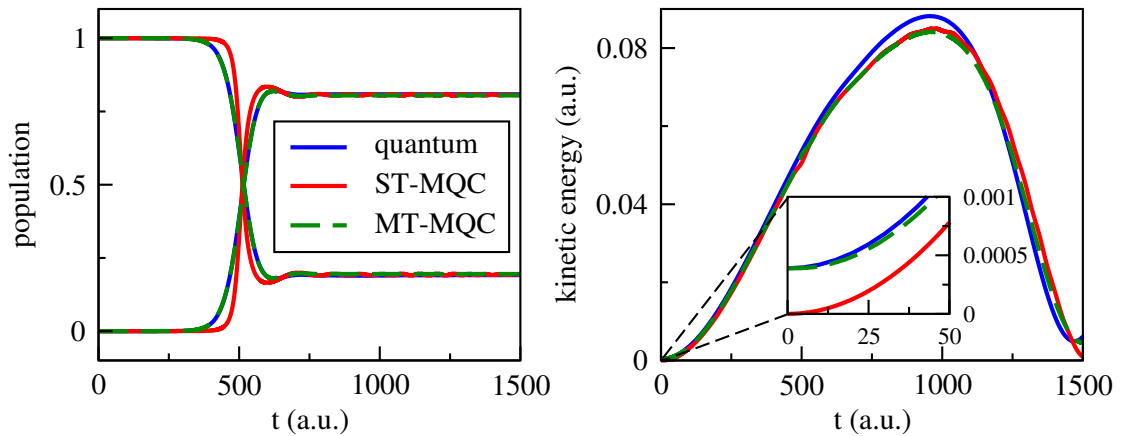 1
0.5
0
population
quantum
ST-MQC
MT-MQC
0 500 1000 1500
t (a.u.)
0.08
0.04
0
kinetic energy (a.u.)
0.001
0.0005
0
0 25 50
0 500 1000 1500
t (a.u.)